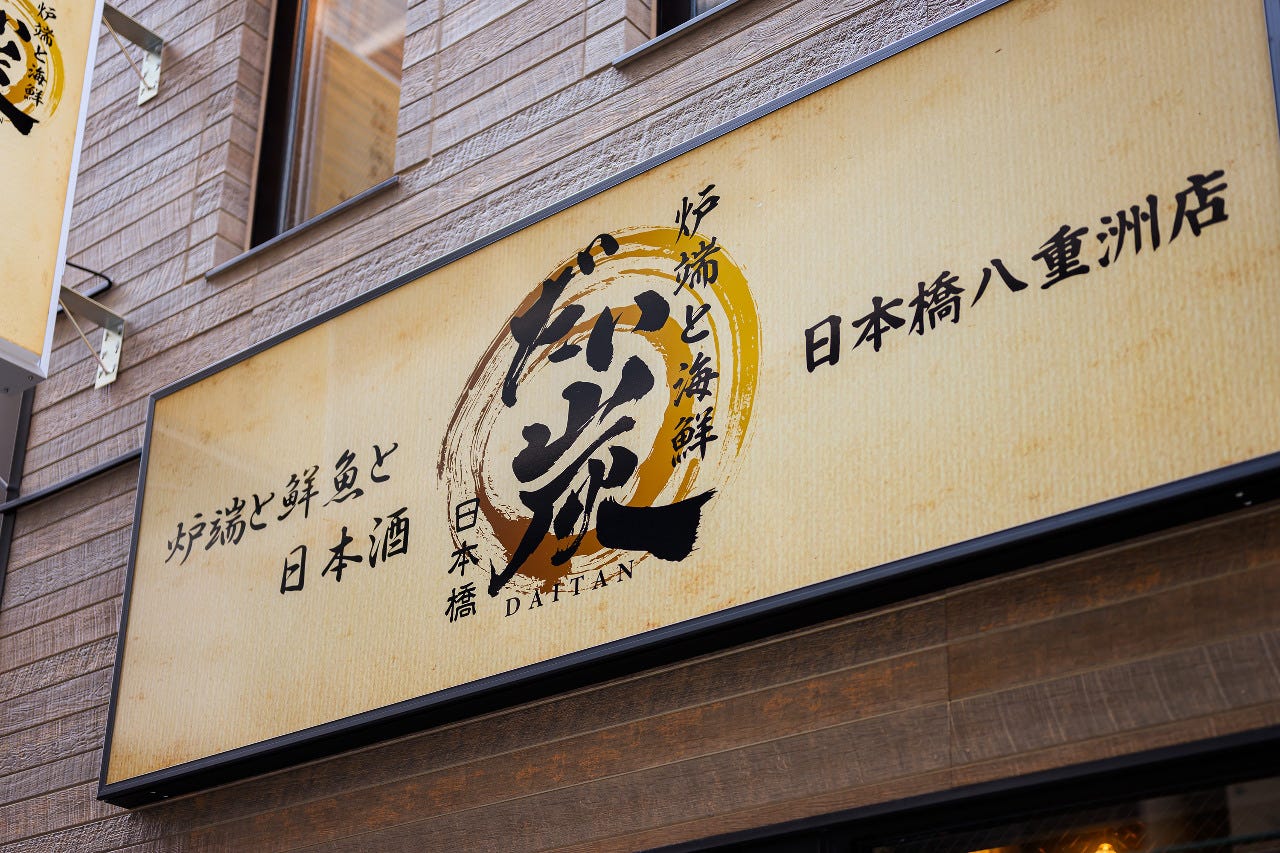 炉端と海鮮
炭
炉端と鮮魚と
日本酒
炉端と海鮮
だい
炭
日本橋
DAITAN
日本橋八重洲店